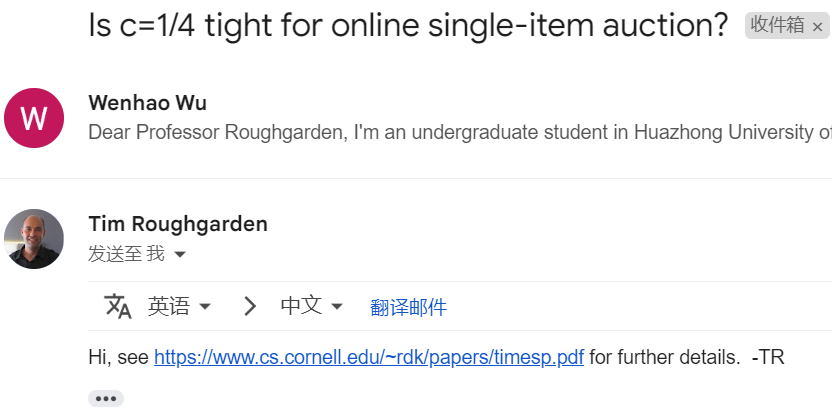 Is c=1/4 tight for online single-item auction? 收件箱 ×
W
Wenhao Wu
Dear Professor Roughgarden, I'm an undergraduate student in Huazhong University of
Tim Roughgarden
发送至 我
英语 > 中文 翻译邮件
Hi, see https://www.cs.cornell.edu/~rdk/papers/timesp.pdf for further details. -TR
•••